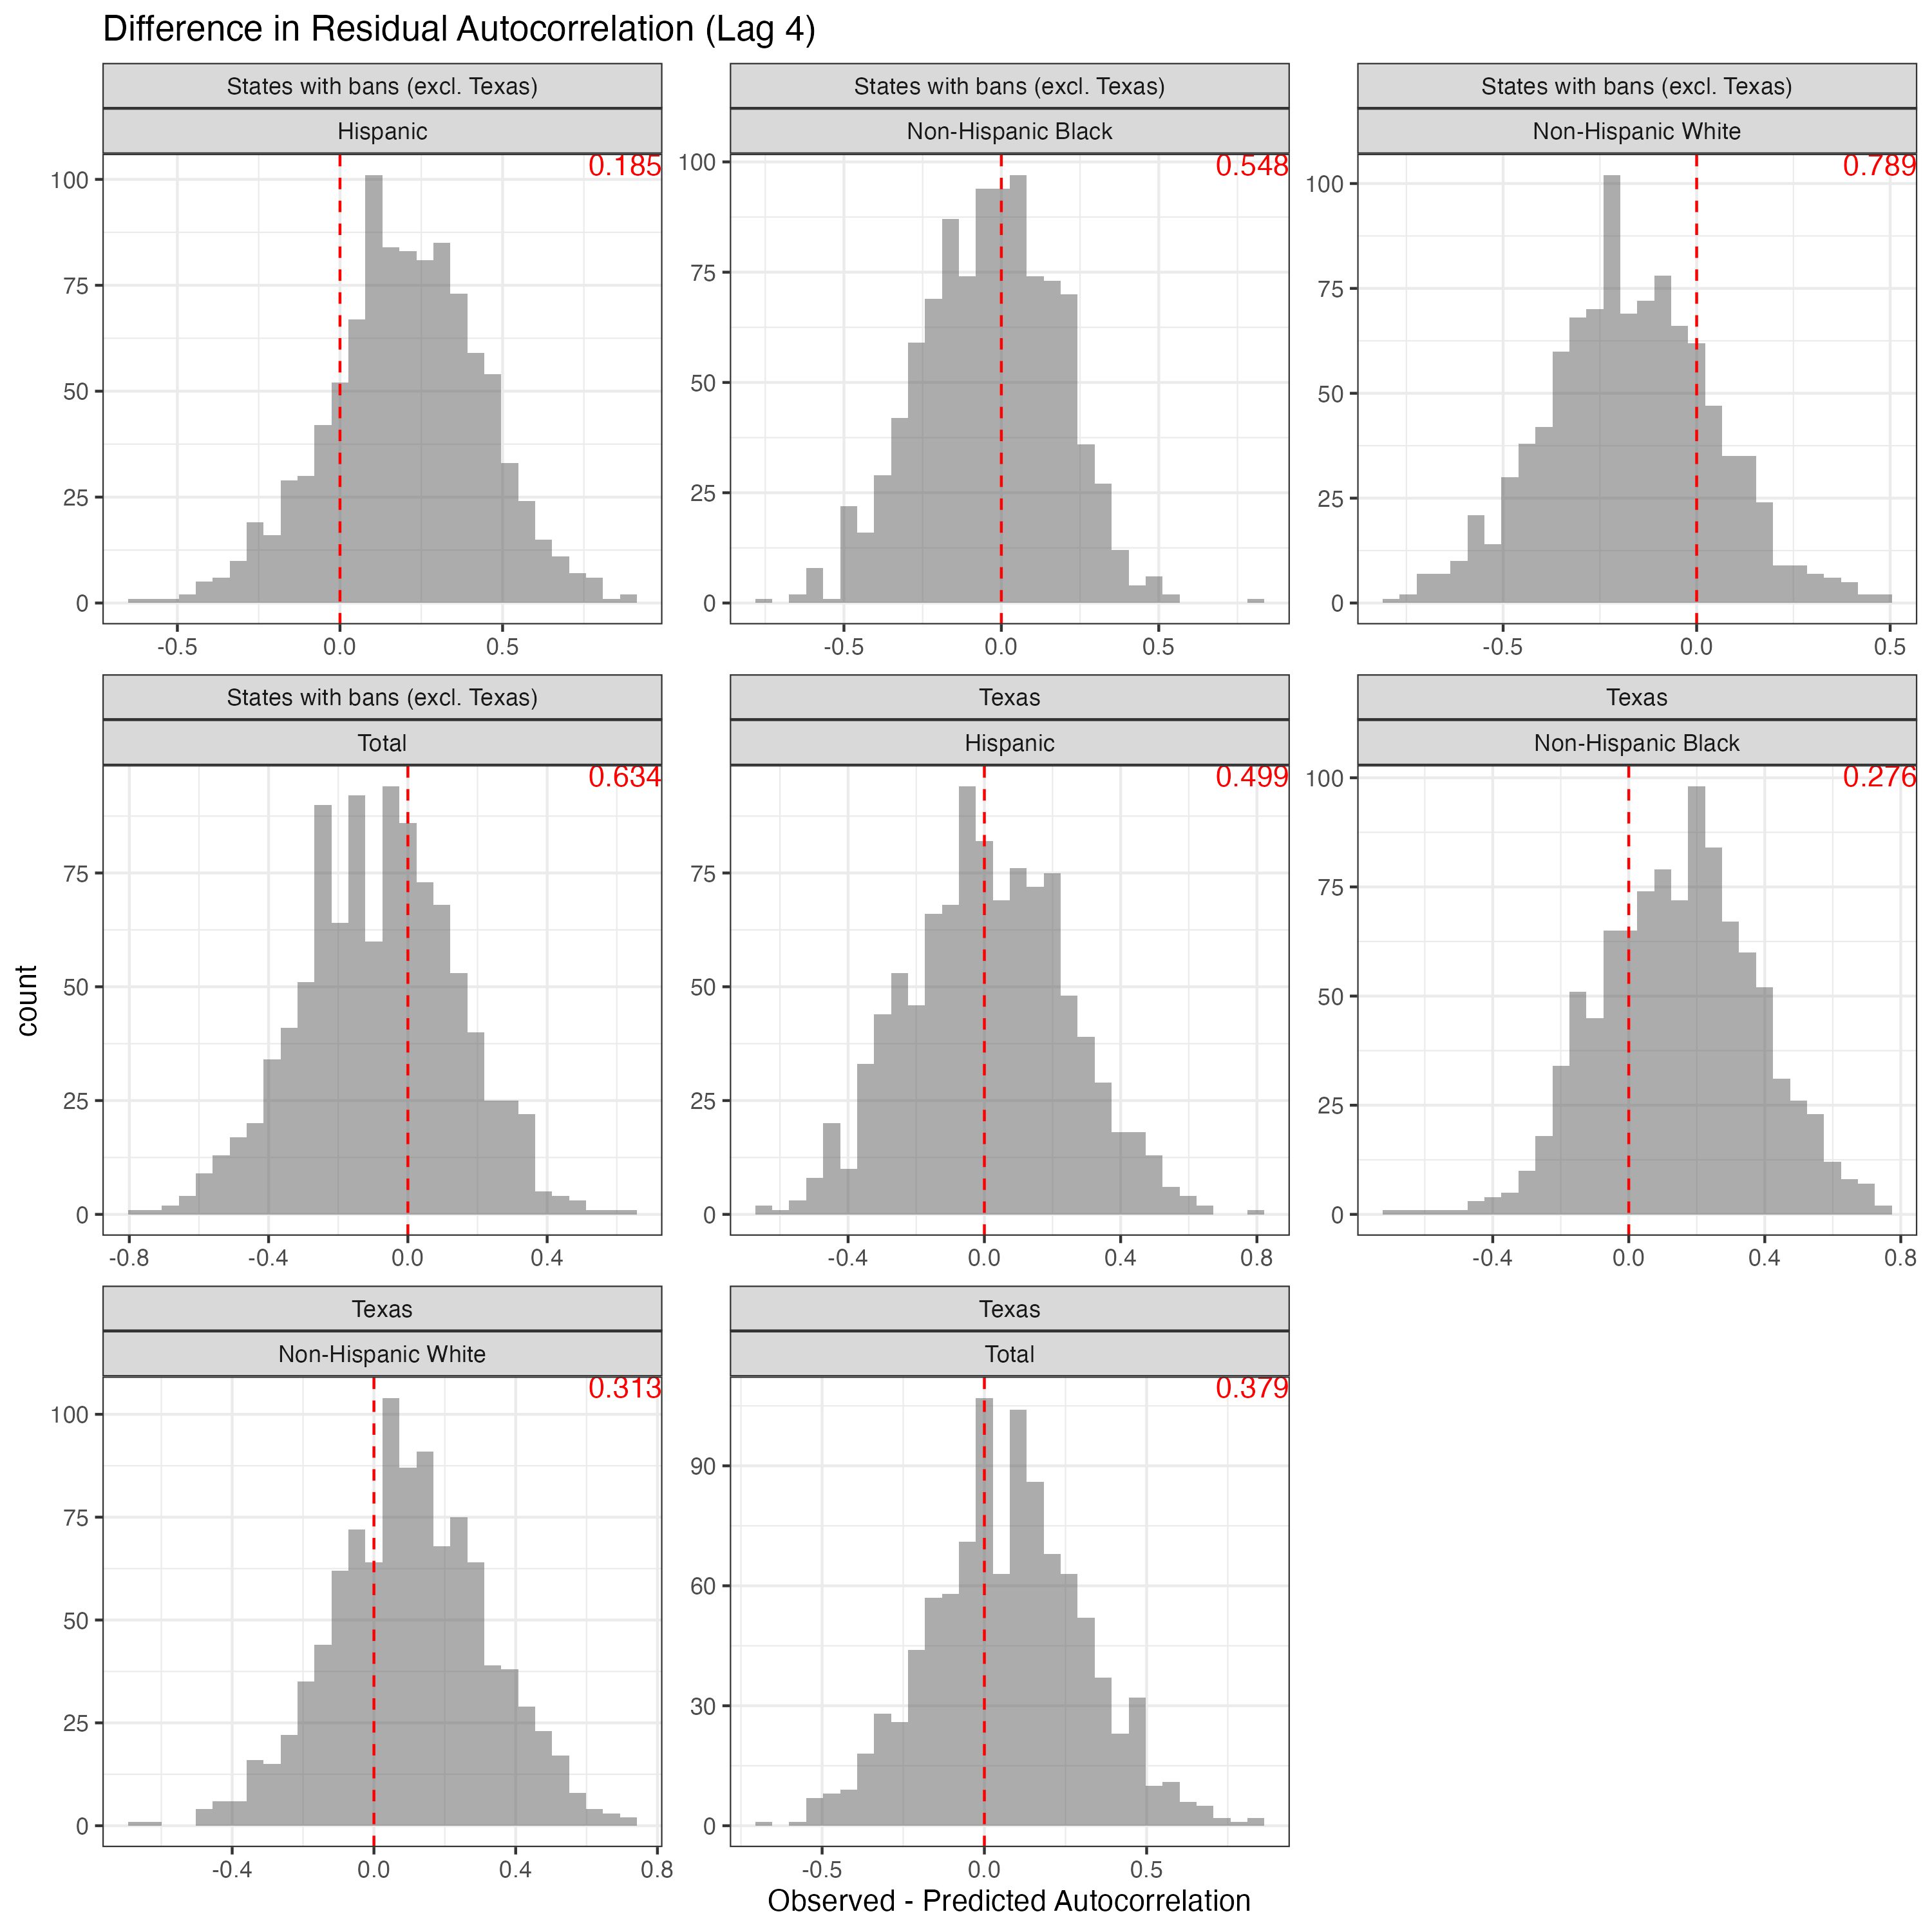 Difference in Residual Autocorrelation (Lag 4)
States with bans (excl. Texas)
Hispanic
0.185
100
75
50
25
0
-0.5 0.0 0.5
States with bans (excl. Texas)
Non-Hispanic Black
0.548
100
75
50
25
0
-0.5 0.0 0.5
States with bans (excl. Texas)
Non-Hispanic White
0.789
100
75
50
25
0
-0.5 0.0 0.5
States with bans (excl. Texas)
Total
0.634
75
50
25
0
-0.8 -0.4 0.0 0.4
Texas
Hispanic
0.499
75
50
25
0
-0.4 0.0 0.4 0.8
Texas
Non-Hispanic Black
0.276
100
75
50
25
0
-0.4 0.0 0.4 0.8
Texas
Non-Hispanic White
0.313
100
75
50
25
0
-0.4 0.0 0.4 0.8
Texas
Total
0.379
90
60
30
0
-0.5 0.0 0.5
count
Observed - Predicted Autocorrelation